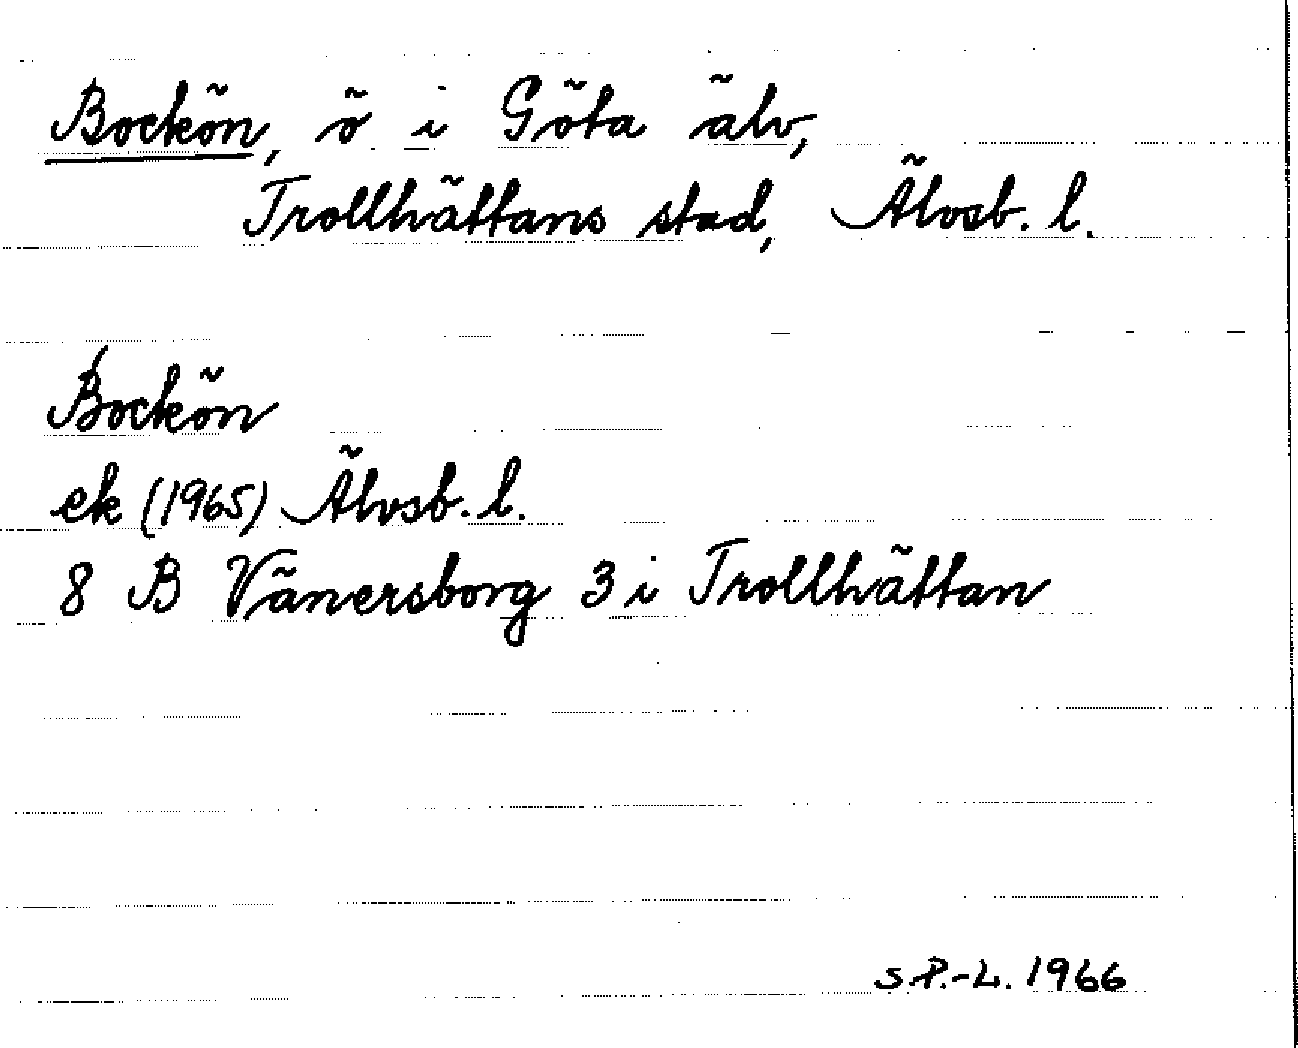 Bockön, ö i Göta älv,
Trollhättans stad, Älvsb. l.
Bockön
ek (1965) Älvsb. l.
8 B Vänersborg 3 i Trollhättan
S.P.-L. 1966